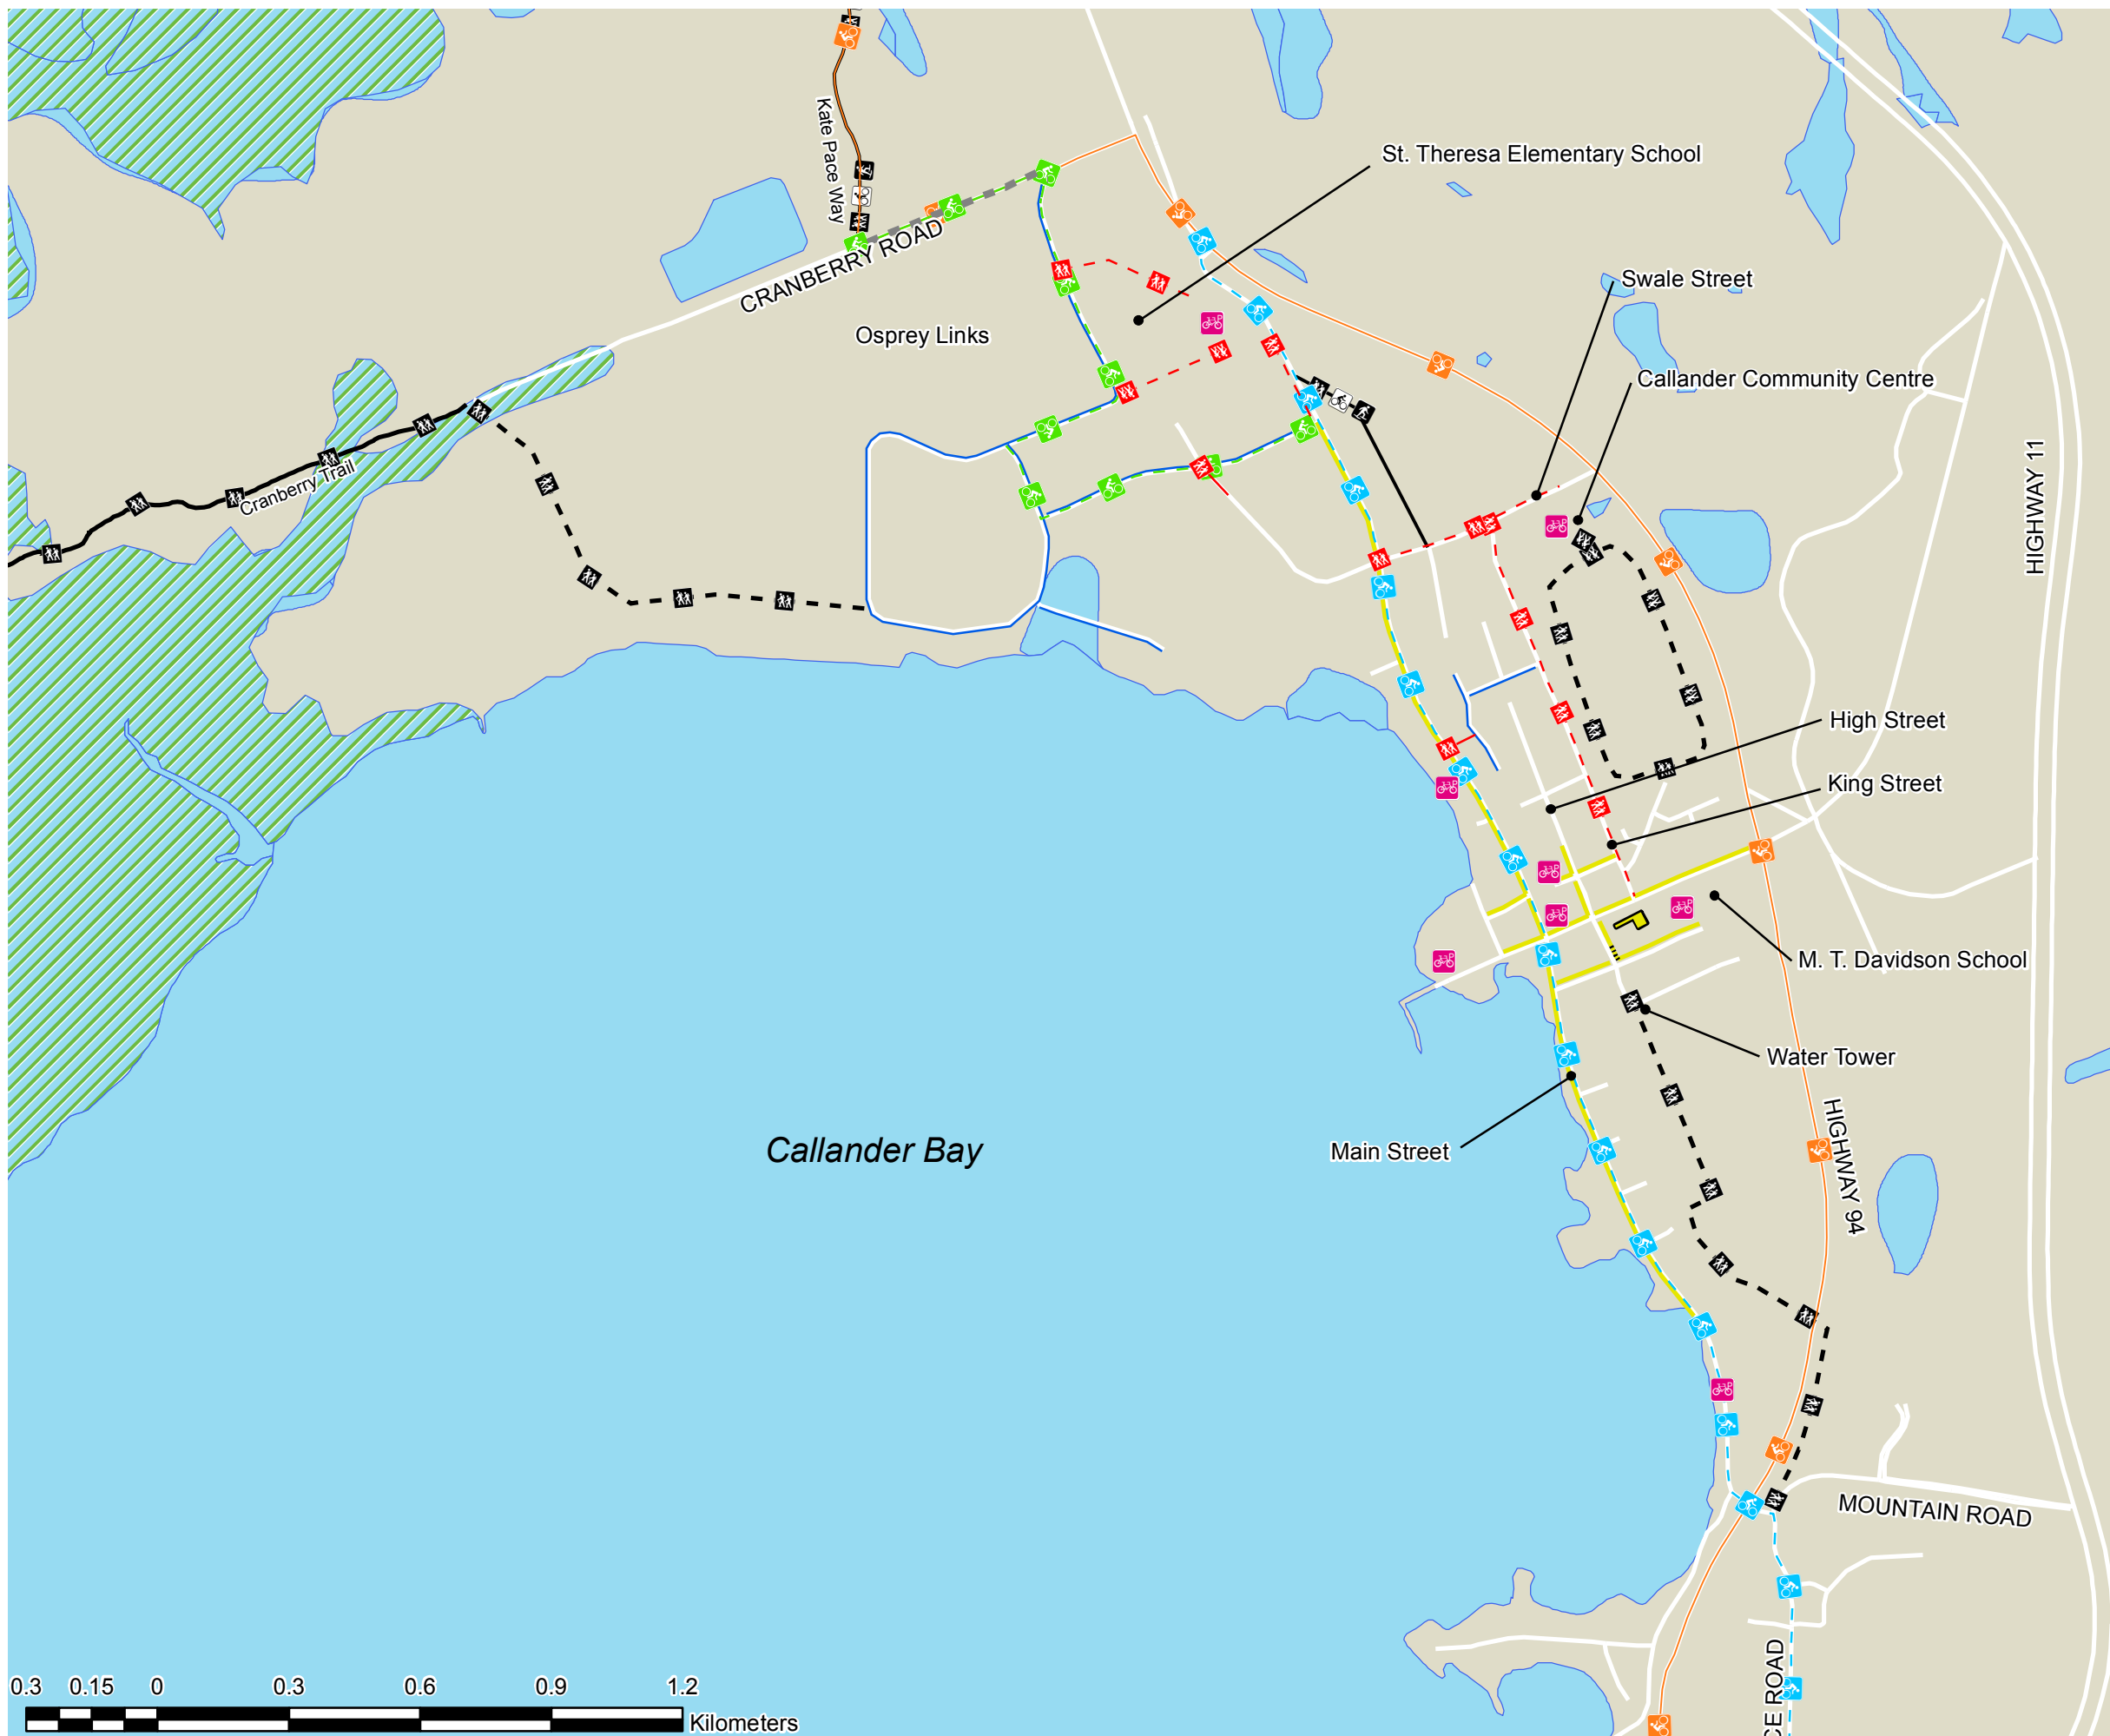 Kate Pace Way
St. Theresa Elementary School
CRANBERRY ROAD
Swale Street
Osprey Links
Callander Community Centre
HIGHWAY 11
Cranberry Trail
High Street
King Street
M. T. Davidson School
Water Tower
Main Street
Callander Bay
HIGHWAY 94
MOUNTAIN ROAD
ROAD
0.3 0.15 0 0.3 0.6 0.9 1.2
Kilometers